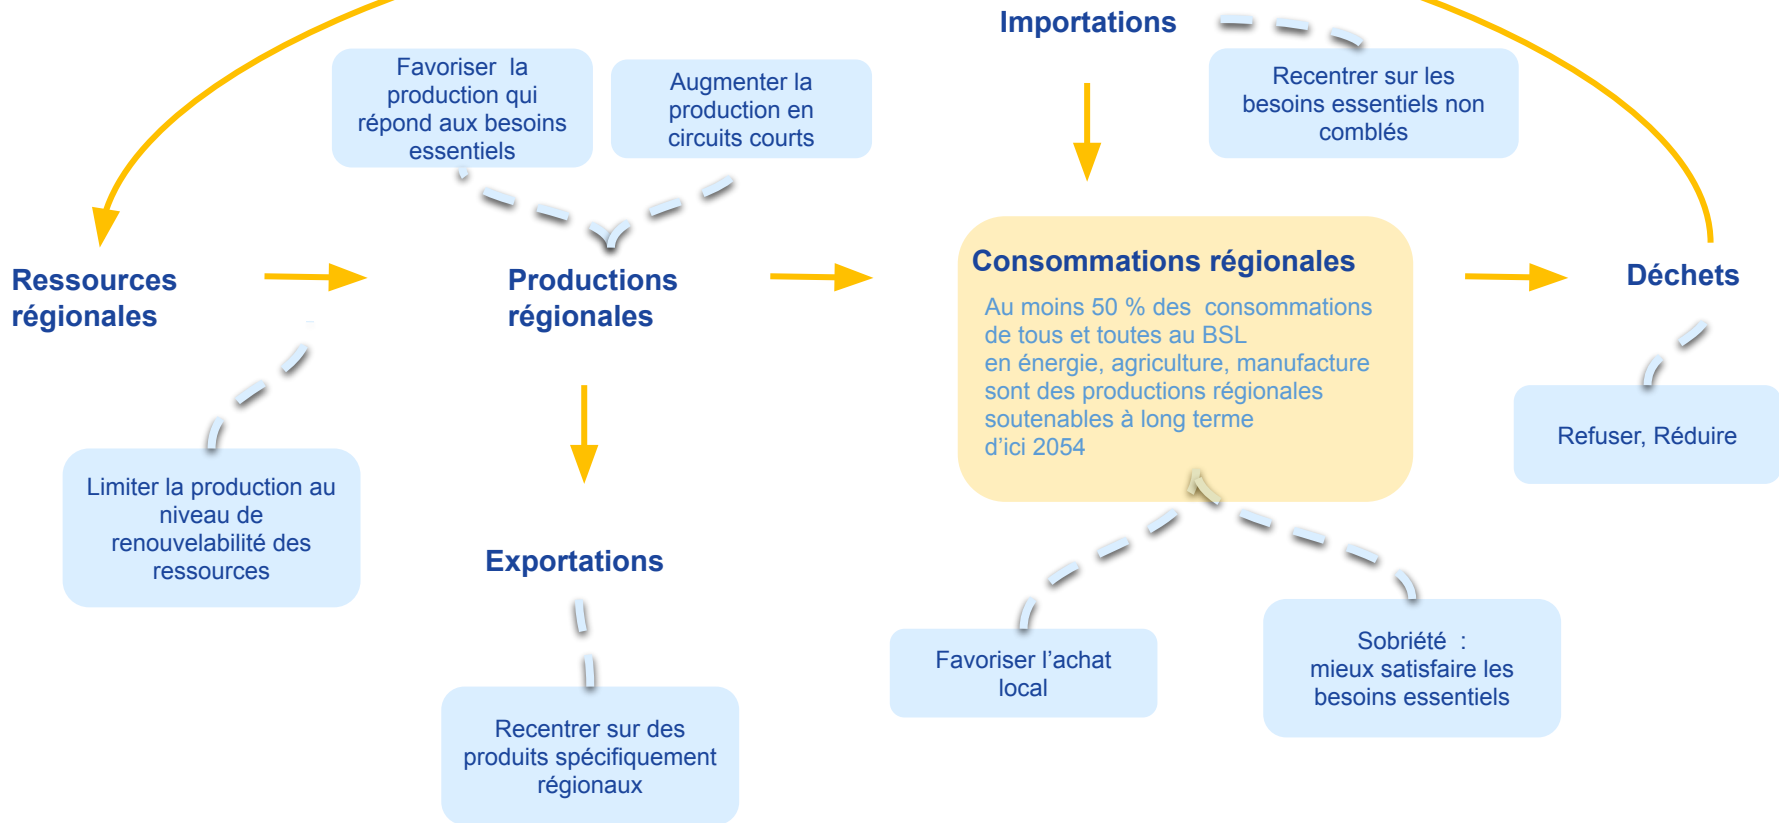 Importations
Favoriser la
production qui
répond aux besoins
essentiels
Augmenter la
production en
circuits courts
Recentrer sur les
besoins essentiels non
comblés
Ressources
régionales
Productions
régionales
Consommations régionales
Au moins 50 % des consommations
de tous et toutes au BSL
en énergie, agriculture, manufacture
sont des productions régionales
soutenables à long terme
d’ici 2054
Déchets
Refuser, Réduire
Limiter la production au
niveau de
renouvelabilité des
ressources
Exportations
Favoriser l’achat
local
Sobriété :
mieux satisfaire les
besoins essentiels
Recentrer sur des
produits spécifiquement
régionaux